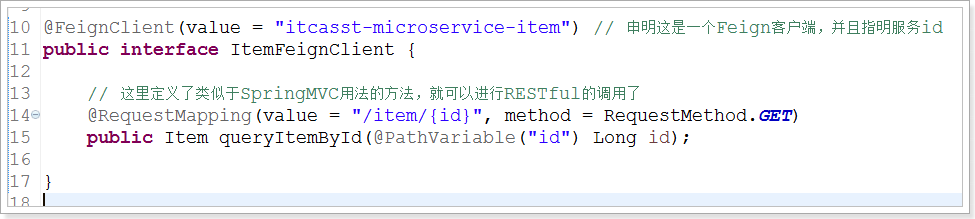 10 @FeignClient(value = "itcasst-microservice-item") // 申明这是一个Feign客户端，并且指明服务id
11 public interface ItemFeignClient {
12
13 // 这里定义了类似于SpringMVC用法的方法，就可以进行RESTful的调用了
14 @RequestMapping(value = "/item/{id}", method = RequestMethod.GET)
15 public Item queryItemById(@PathVariable("id") Long id);
16
17 }
18